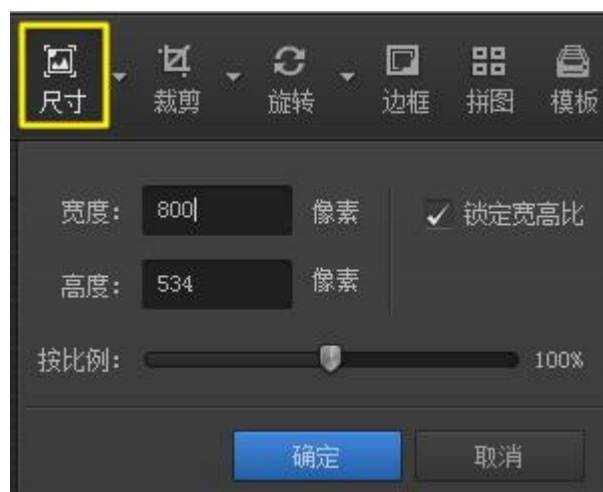 尺寸 裁剪 旋转 边框 拼图 模板
宽度： 800 像素 锁定宽高比
高度： 534 像素
按比例： 100%
确定 取消